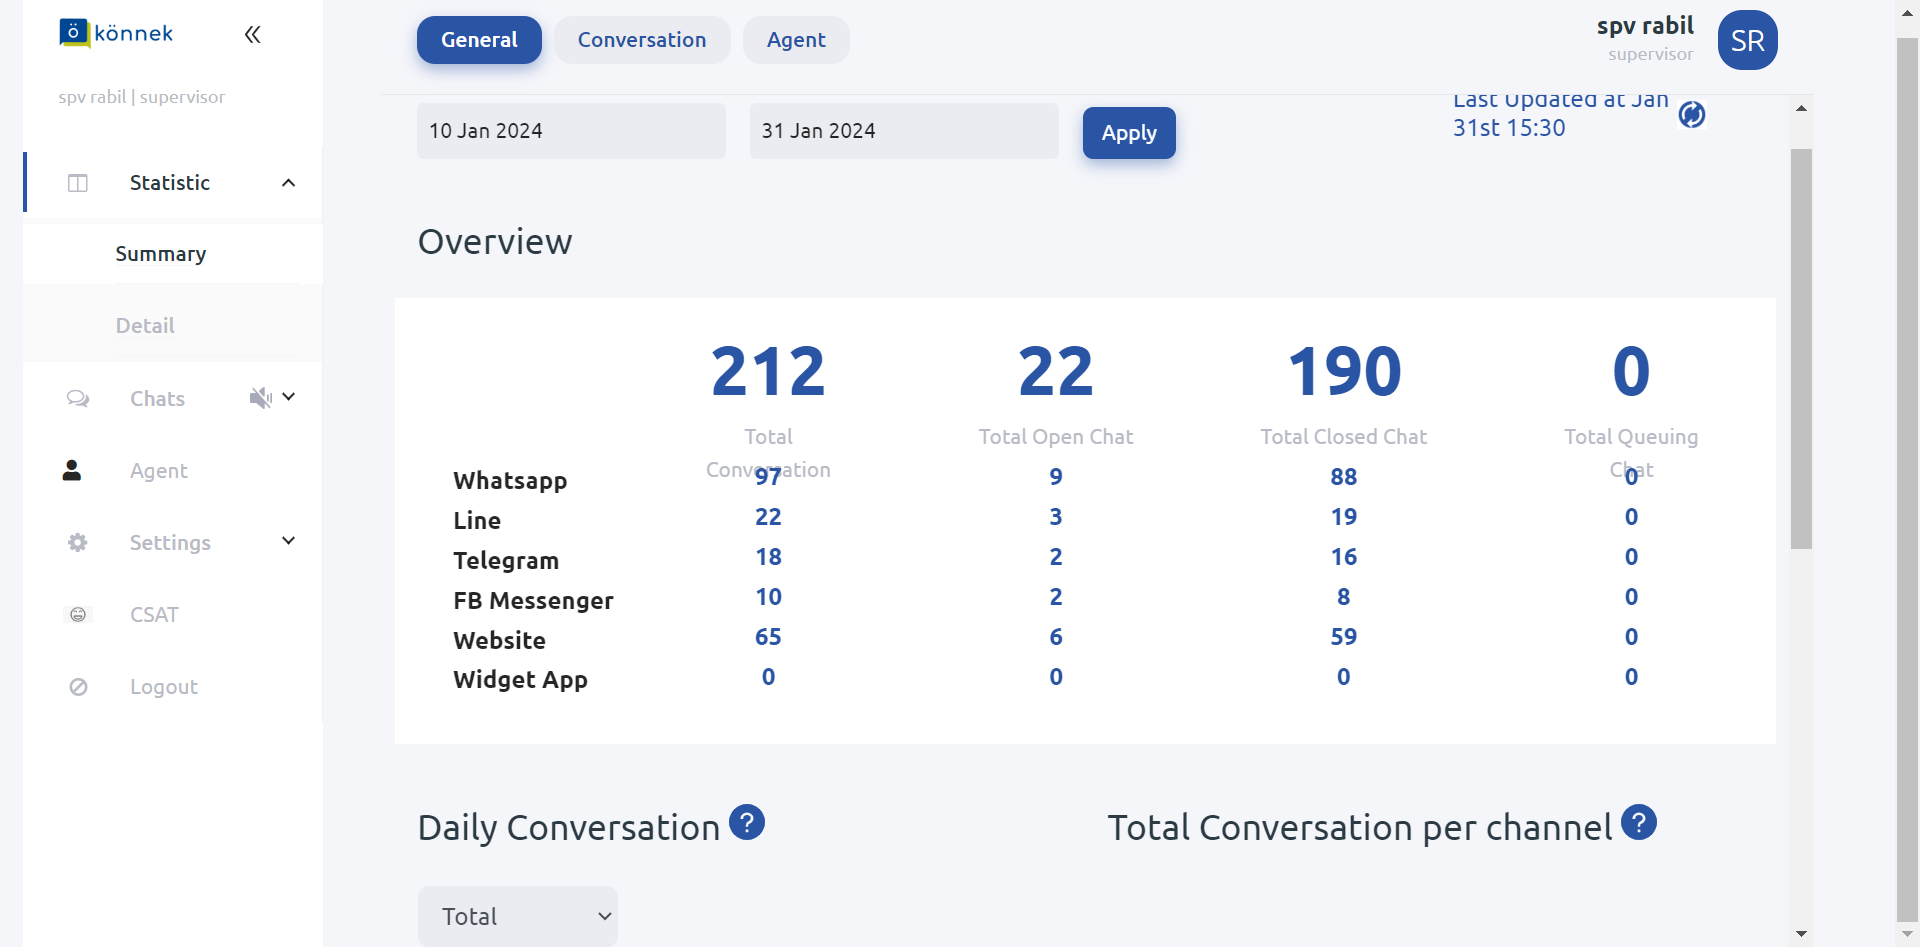 könnek
spv rabil | supervisor
Statistic
Summary
Detail
Chats
Agent
Settings
CSAT
Logout
General
Conversation
Agent
spv rabil
supervisor
SR
10 Jan 2024
31 Jan 2024
Apply
Last Updated at Jan
31st 15:30
Overview
212 22 190 0
Total Conversation
Total Open Chat
Total Closed Chat
Total Queuing Chat
Whatsapp 97 9 88 0
Line 22 3 19 0
Telegram 18 2 16 0
FB Messenger 10 2 8 0
Website 65 6 59 0
Widget App 0 0 0 0
Daily Conversation ?
Total Conversation per channel ?
Total